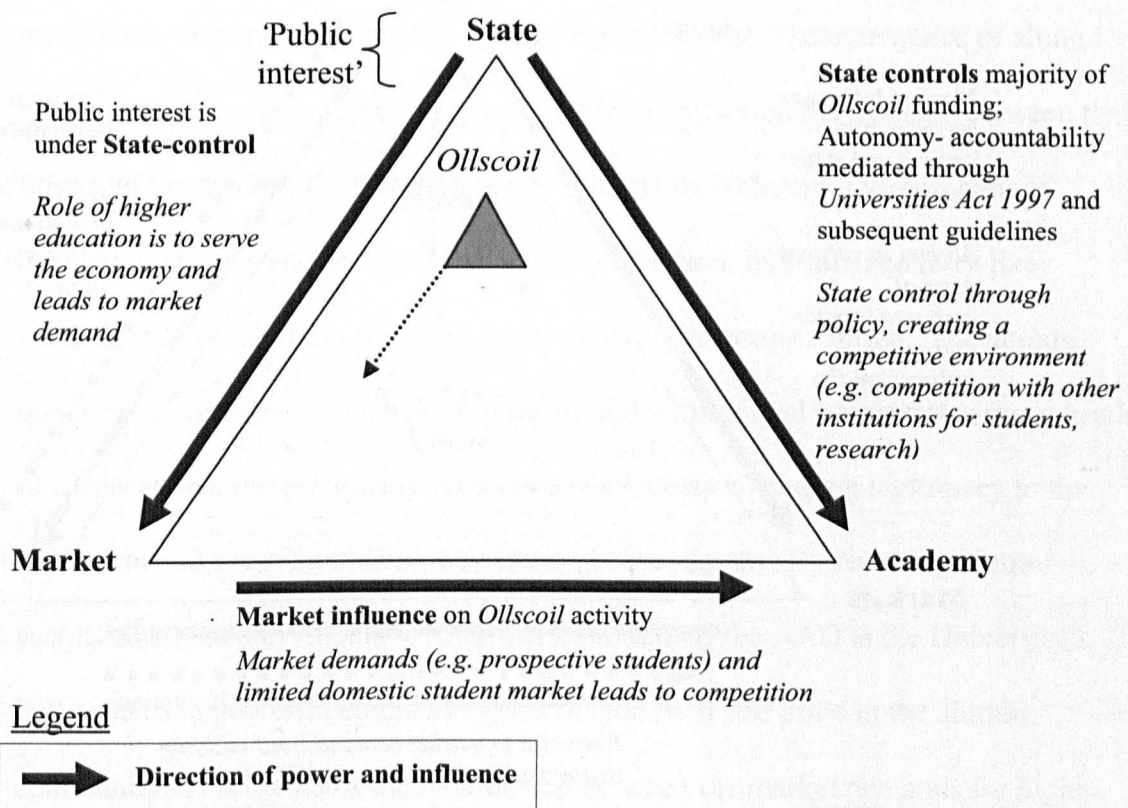 State
'Public
interest'
Public interest is
under State-control
Role of higher
education is to serve
the economy and
leads to market
demand
Ollscoil
State controls majority of
Ollscoil funding;
Autonomy- accountability
mediated through
Universities Act 1997 and
subsequent guidelines
State control through
policy, creating a
competitive environment
(e.g. competition with other
institutions for students,
research)
Market
Academy
Market influence on Ollscoil activity
Market demands (e.g. prospective students) and
limited domestic student market leads to competition
Legend
Direction of power and influence